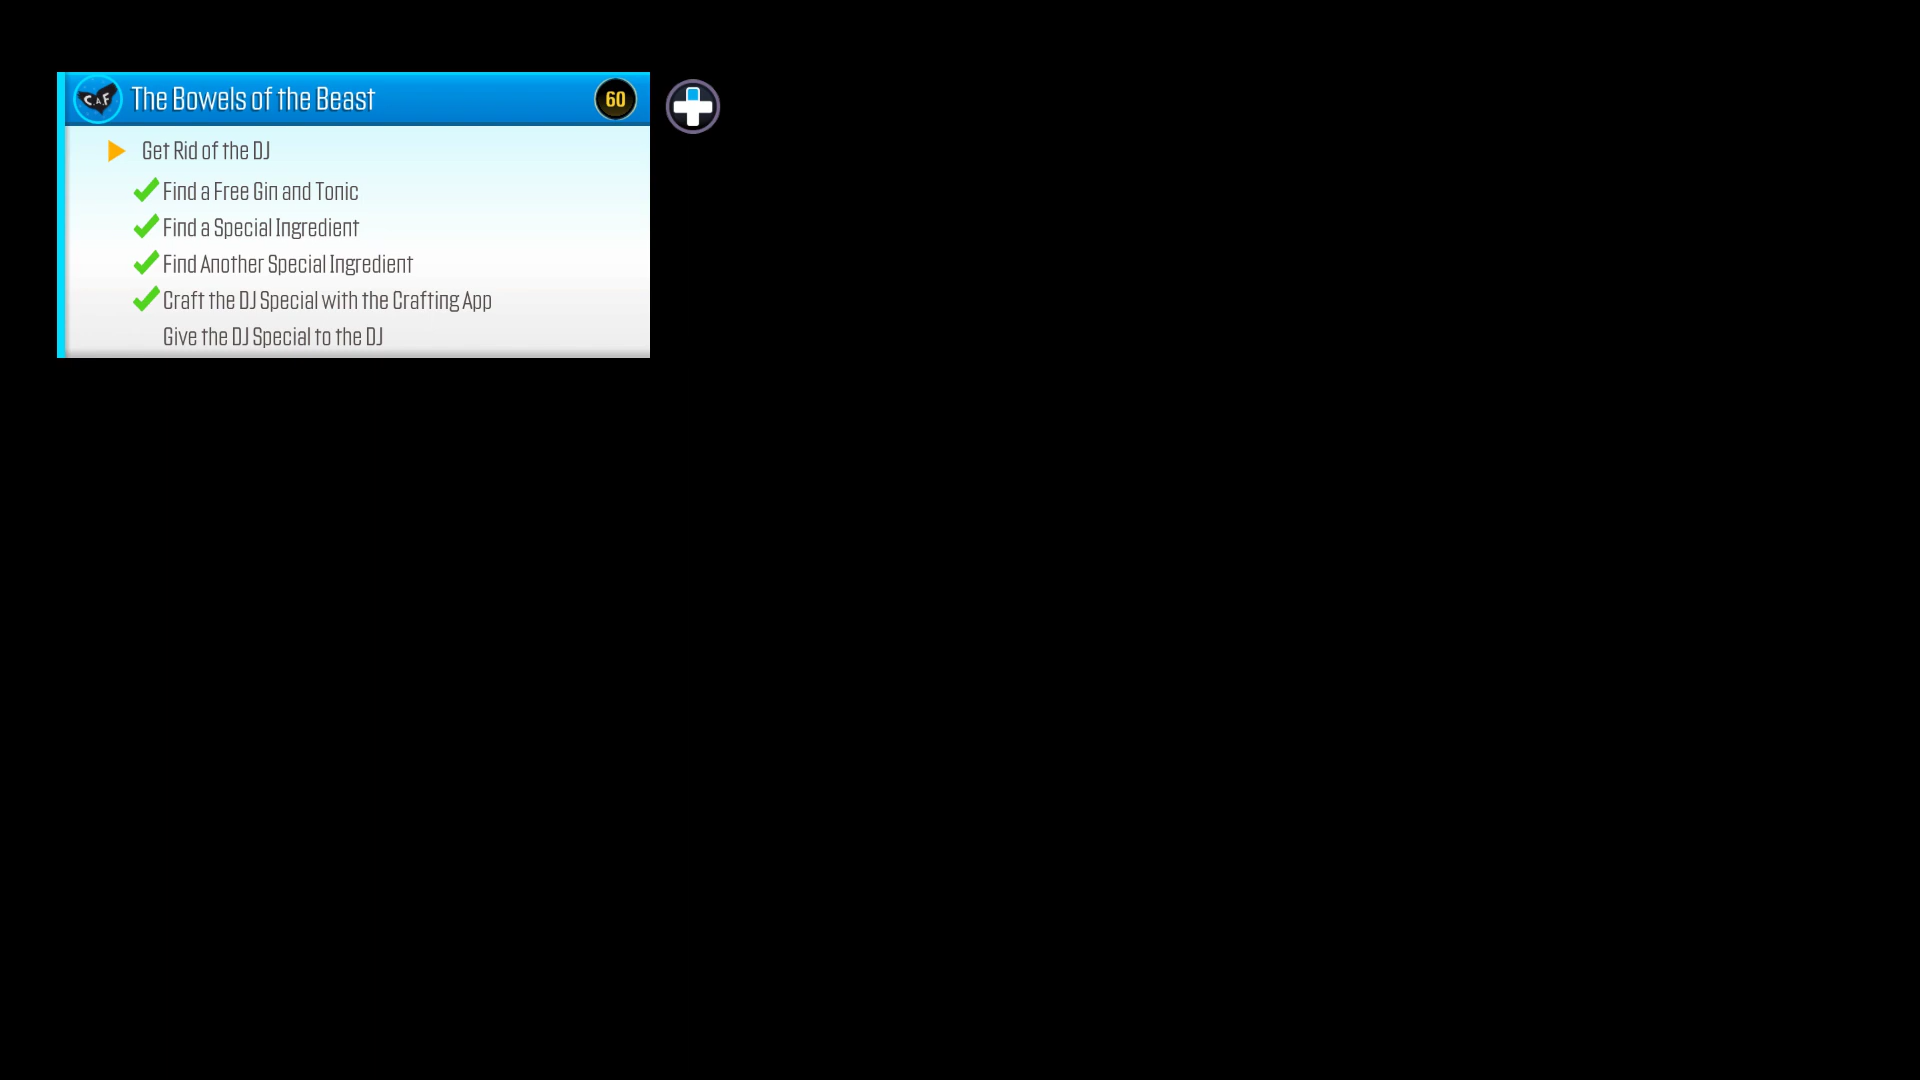 C.A.F
The Bowels of the Beast
60
Get Rid of the DJ
Find a Free Gin and Tonic
Find a Special Ingredient
Find Another Special Ingredient
Craft the DJ Special with the Crafting App
Give the DJ Special to the DJ